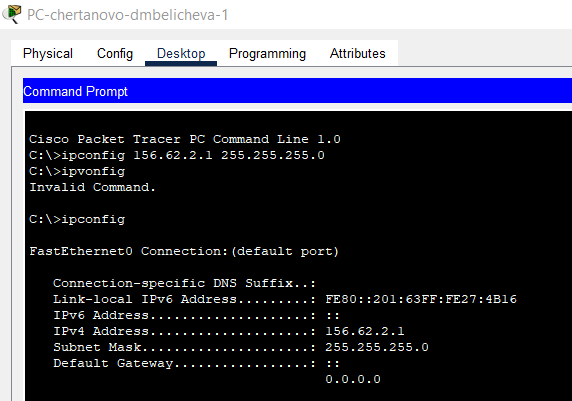 PC-chertanovo-dmbelicheva-1
Physical Config Desktop Programming Attributes
Command Prompt
Cisco Packet Tracer PC Command Line 1.0
C:\>ipconfig 156.62.2.1 255.255.255.0
C:\>ipvonfig
Invalid Command.
C:\>ipconfig
FastEthernet0 Connection:(default port)
Connection-specific DNS Suffix..:
Link-local IPv6 Address.........: FE80::201:63FF:FE27:4B16
IPv6 Address....................: ::
IPv4 Address....................: 156.62.2.1
Subnet Mask.....................: 255.255.255.0
Default Gateway.................: ::
0.0.0.0